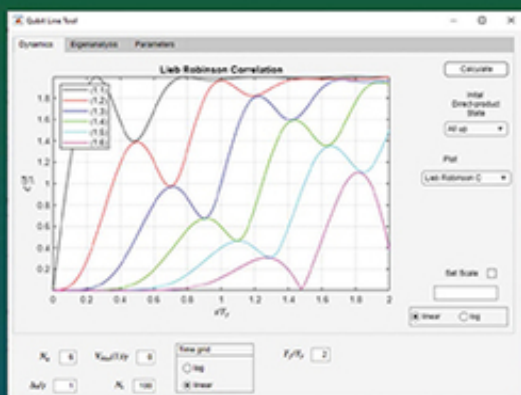 Qubit Line Tool
Dynamics Eigenanalysis Parameters
Lieb Robinson Correlation
Calculate
Initial
Direct-product
State
All up
Plot
Lieb Robinson C
Set Scale
linear log
(1,1)
(1,2)
(1,3)
(1,4)
(1,5)
(1,6)
1.8
1.6
1.4
1.2
1
0.8
0.6
0.4
0.2
0 0.2 0.4 0.6 0.8 1 1.2 1.4 1.6 1.8 2
Time grid
log
linear
6
0
2
1
100